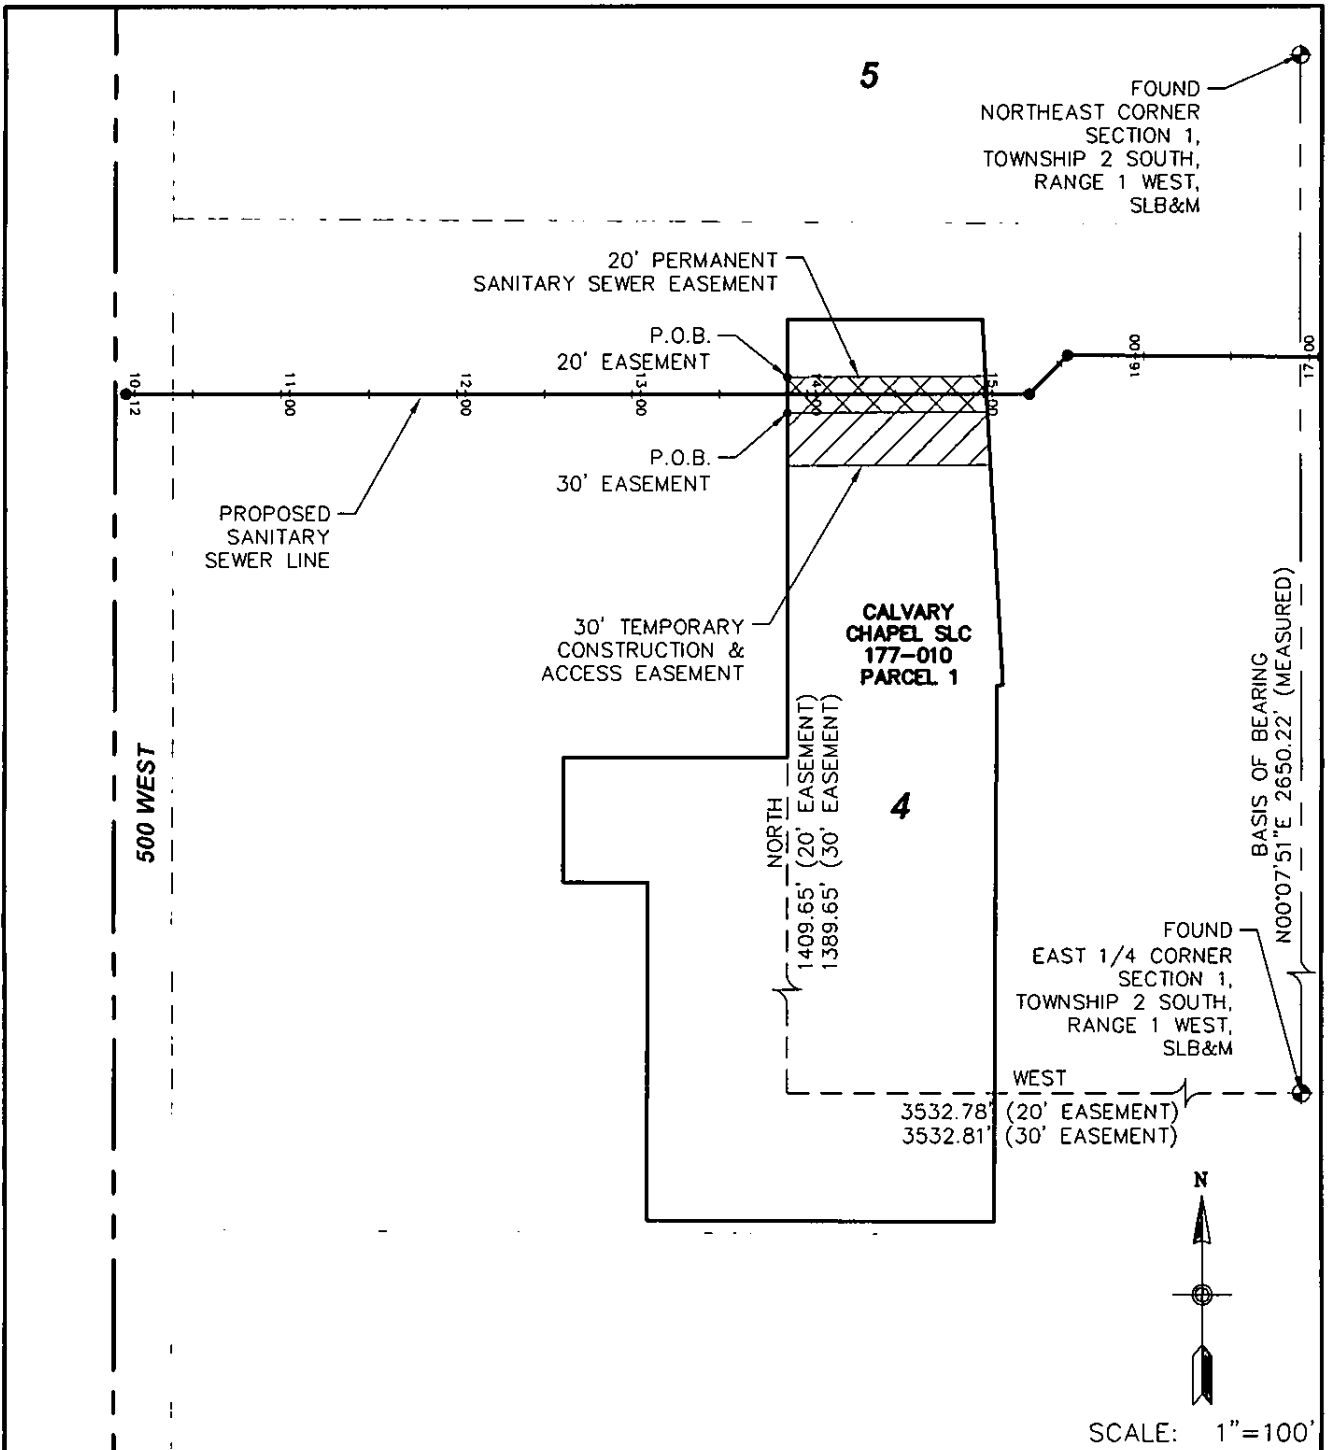 5
FOUND
NORTHEAST CORNER
SECTION 1,
TOWNSHIP 2 SOUTH,
RANGE 1 WEST,
SLB&M
20' PERMANENT
SANITARY SEWER EASEMENT
P.O.B.
20' EASEMENT
10+12
11+00
12+00
13+00
14+00
15+00
16+00
17+00
P.O.B.
30' EASEMENT
PROPOSED
SANITARY
SEWER LINE
30' TEMPORARY
CONSTRUCTION &
ACCESS EASEMENT
CALVARY
CHAPEL SLC
177-010
PARCEL 1
500 WEST
NORTH
1409.65' (20' EASEMENT)
1389.65' (30' EASEMENT)
4
BASIS OF BEARING
N00°07'51"E 2650.22' (MEASURED)
FOUND
EAST 1/4 CORNER
SECTION 1,
TOWNSHIP 2 SOUTH,
RANGE 1 WEST,
SLB&M
WEST
3532.78' (20' EASEMENT)
3532.81' (30' EASEMENT)
N
SCALE: 1"=100'